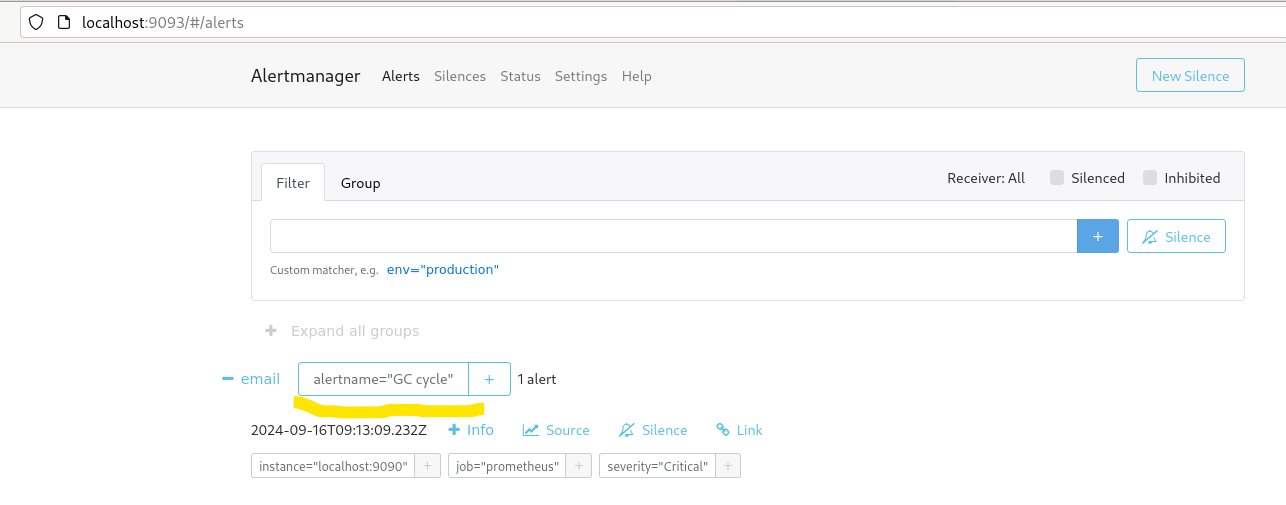 localhost:9093/#/alerts
Alertmanager Alerts Silences Status Settings Help New Silence
Filter Group Receiver: All Silenced Inhibited
+ Silence
Custom matcher, e.g. env="production"
+ Expand all groups
− email alertname="GC cycle" + 1 alert
2024-09-16T09:13:09.232Z + Info Source Silence Link
instance="localhost:9090" + job="prometheus" + severity="Critical" +